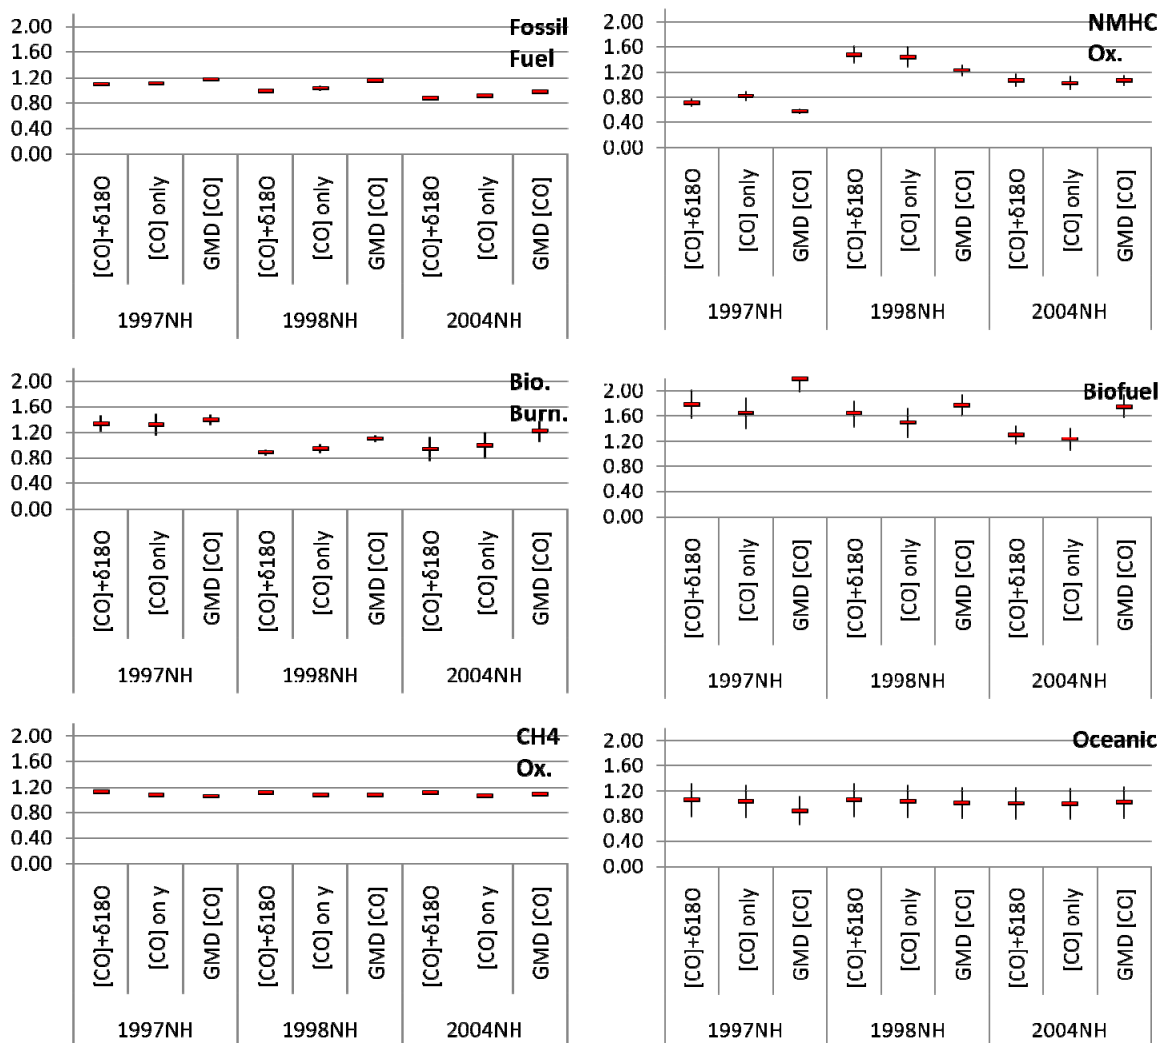 2.00
1.60
1.20
0.80
0.40
0.00
Fossil
Fuel
[CO]+δ18O [CO] only GMD [CO] [CO]+δ18O [CO] only GMD [CO] [CO]+δ18O [CO] only GMD [CO]
1997NH 1998NH 2004NH
2.00
1.60
1.20
0.80
0.40
0.00
NMHC
Ox.
[CO]+δ18O [CO] only GMD [CO] [CO]+δ18O [CO] only GMD [CO] [CO]+δ18O [CO] only GMD [CO]
1997NH 1998NH 2004NH
2.00
1.60
1.20
0.80
0.40
0.00
Bio.
Burn.
[CO]+δ18O [CO] only GMD [CO] [CO]+δ18O [CO] only GMD [CO] [CO]+δ18O [CO] only GMD [CO]
1997NH 1998NH 2004NH
2.00
1.60
1.20
0.80
0.40
0.00
Biofuel
[CO]+δ18O [CO] only GMD [CO] [CO]+δ18O [CO] only GMD [CO] [CO]+δ18O [CO] only GMD [CO]
1997NH 1998NH 2004NH
2.00
1.60
1.20
0.80
0.40
0.00
CH4
Ox.
[CO]+δ18O [CO] on y GMD [CO] [CO]+δ18O [CO] on y GMD [CO] [CO]+δ18O [CO] on y GMD [CO]
1997NH 1998NH 2004NH
2.00
1.60
1.20
0.80
0.40
0.00
Oceanic
[CO]+δ18O [CO] only GMD [CO] [CO]+δ18O [CO] only GMD [CO] [CO]+δ18O [CO] only GMD [CO]
1997NH 1998NH 2004NH